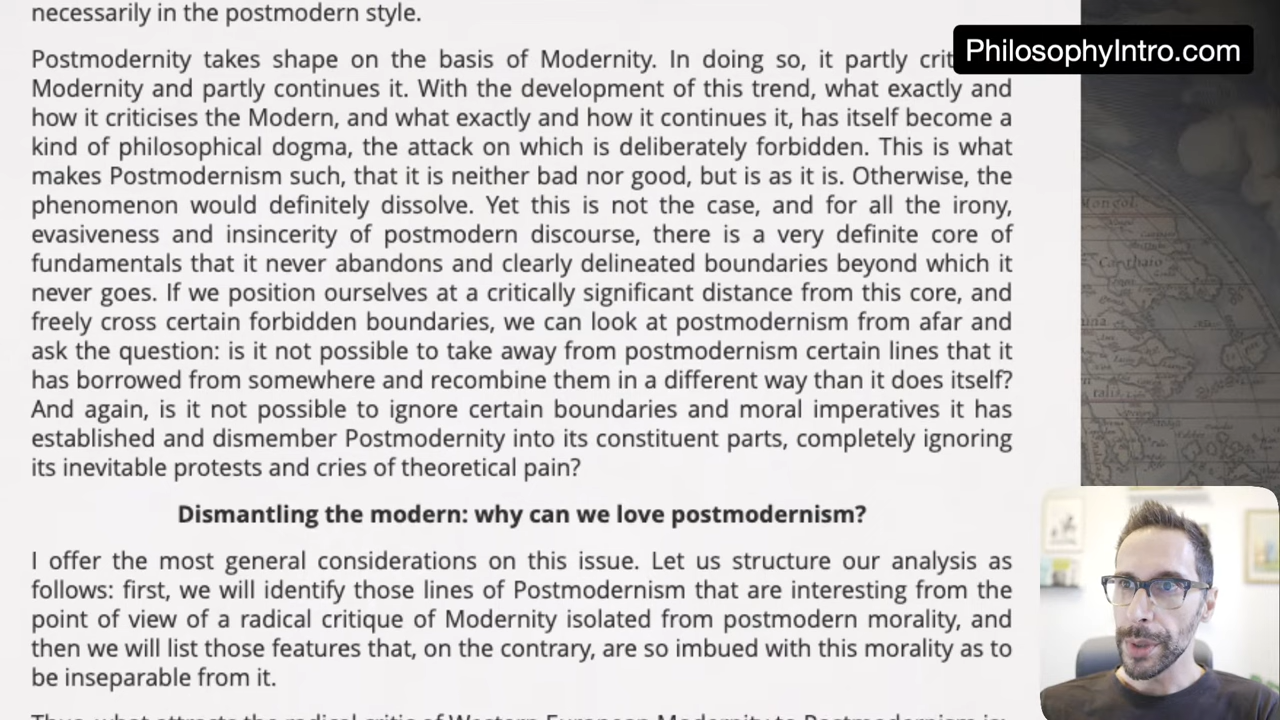 necessarily in the postmodern style.
PhilosophyIntro.com
Postmodernity takes shape on the basis of Modernity. In doing so, it partly
Modernity and partly continues it. With the development of this trend, what exactly and
how it criticises the Modern, and what exactly and how it continues it, has itself become a
kind of philosophical dogma, the attack on which is deliberately forbidden. This is what
makes Postmodernism such, that it is neither bad nor good, but is as it is. Otherwise, the
phenomenon would definitely dissolve. Yet this is not the case, and for all the irony,
evasiveness and insincerity of postmodern discourse, there is a very definite core of
fundamentals that it never abandons and clearly delineated boundaries beyond which it
never goes. If we position ourselves at a critically significant distance from this core, and
freely cross certain forbidden boundaries, we can look at postmodernism from afar and
ask the question: is it not possible to take away from postmodernism certain lines that it
has borrowed from somewhere and recombine them in a different way than it does itself?
And again, is it not possible to ignore certain boundaries and moral imperatives it has
established and dismember Postmodernity into its constituent parts, completely ignoring
its inevitable protests and cries of theoretical pain?
Dismantling the modern: why can we love postmodernism?
I offer the most general considerations on this issue. Let us structure our analysis as
follows: first, we will identify those lines of Postmodernism that are interesting from the
point of view of a radical critique of Modernity isolated from postmodern morality, and
then we will list those features that, on the contrary, are so imbued with this morality as to
be inseparable from it.
Thus, what attracts the radical critic of Western European Modernity to Postmodernism is: